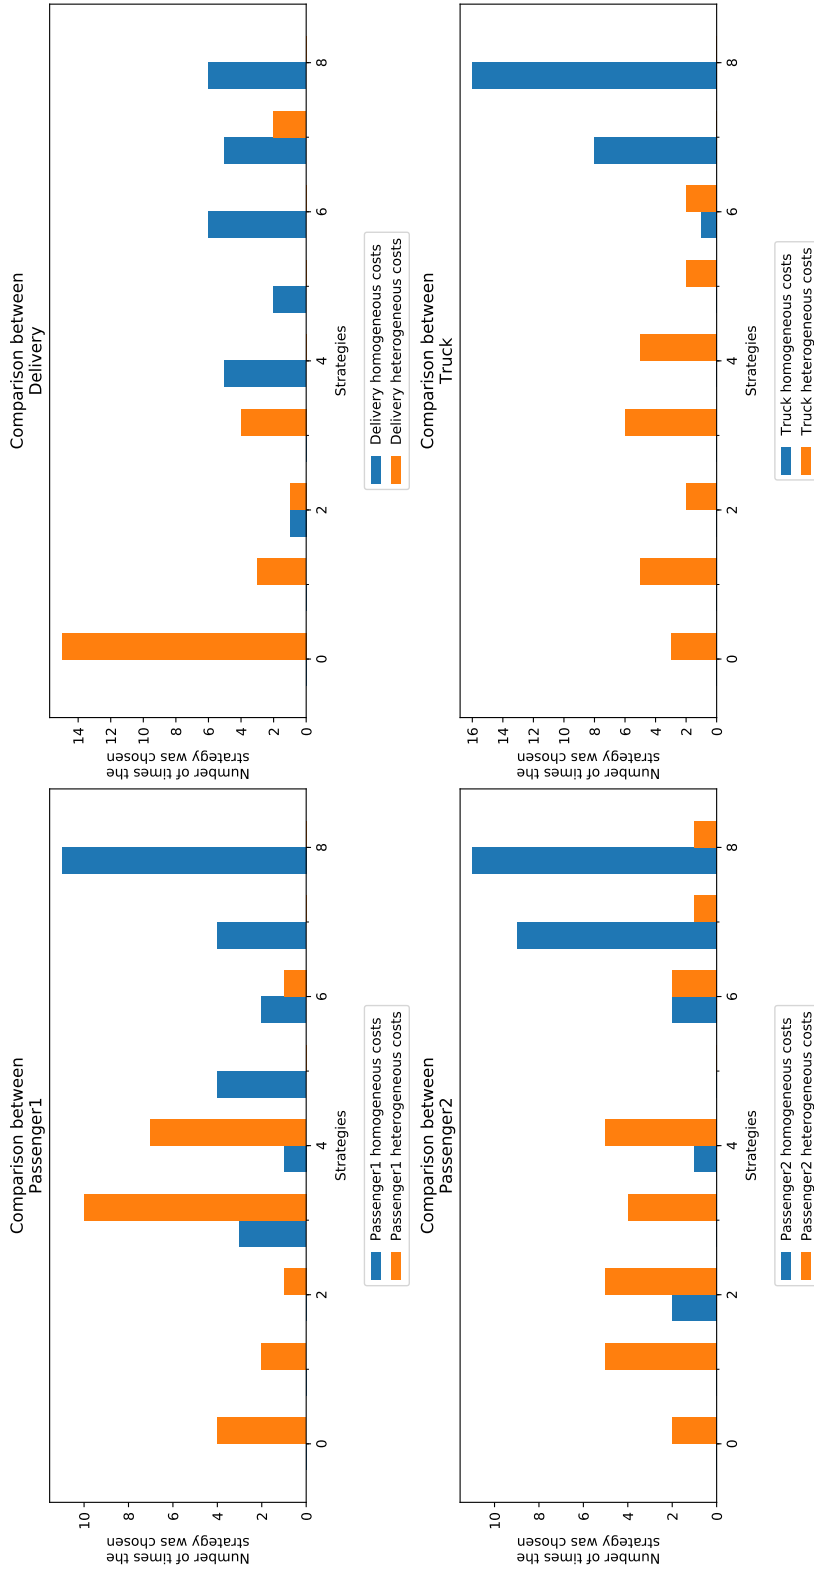 Comparison between
Passenger1
Number of times the
strategy was chosen
10
8
6
4
2
0
0 2 4 6 8
Strategies
Passenger1 homogeneous costs
Passenger1 heterogeneous costs
Comparison between
Delivery
Number of times the
strategy was chosen
14
12
10
8
6
4
2
0
0 2 4 6 8
Strategies
Delivery homogeneous costs
Delivery heterogeneous costs
Comparison between
Passenger2
Number of times the
strategy was chosen
10
8
6
4
2
0
0 2 4 6 8
Strategies
Passenger2 homogeneous costs
Passenger2 heterogeneous costs
Comparison between
Truck
Number of times the
strategy was chosen
16
14
12
10
8
6
4
2
0
0 2 4 6 8
Strategies
Truck homogeneous costs
Truck heterogeneous costs